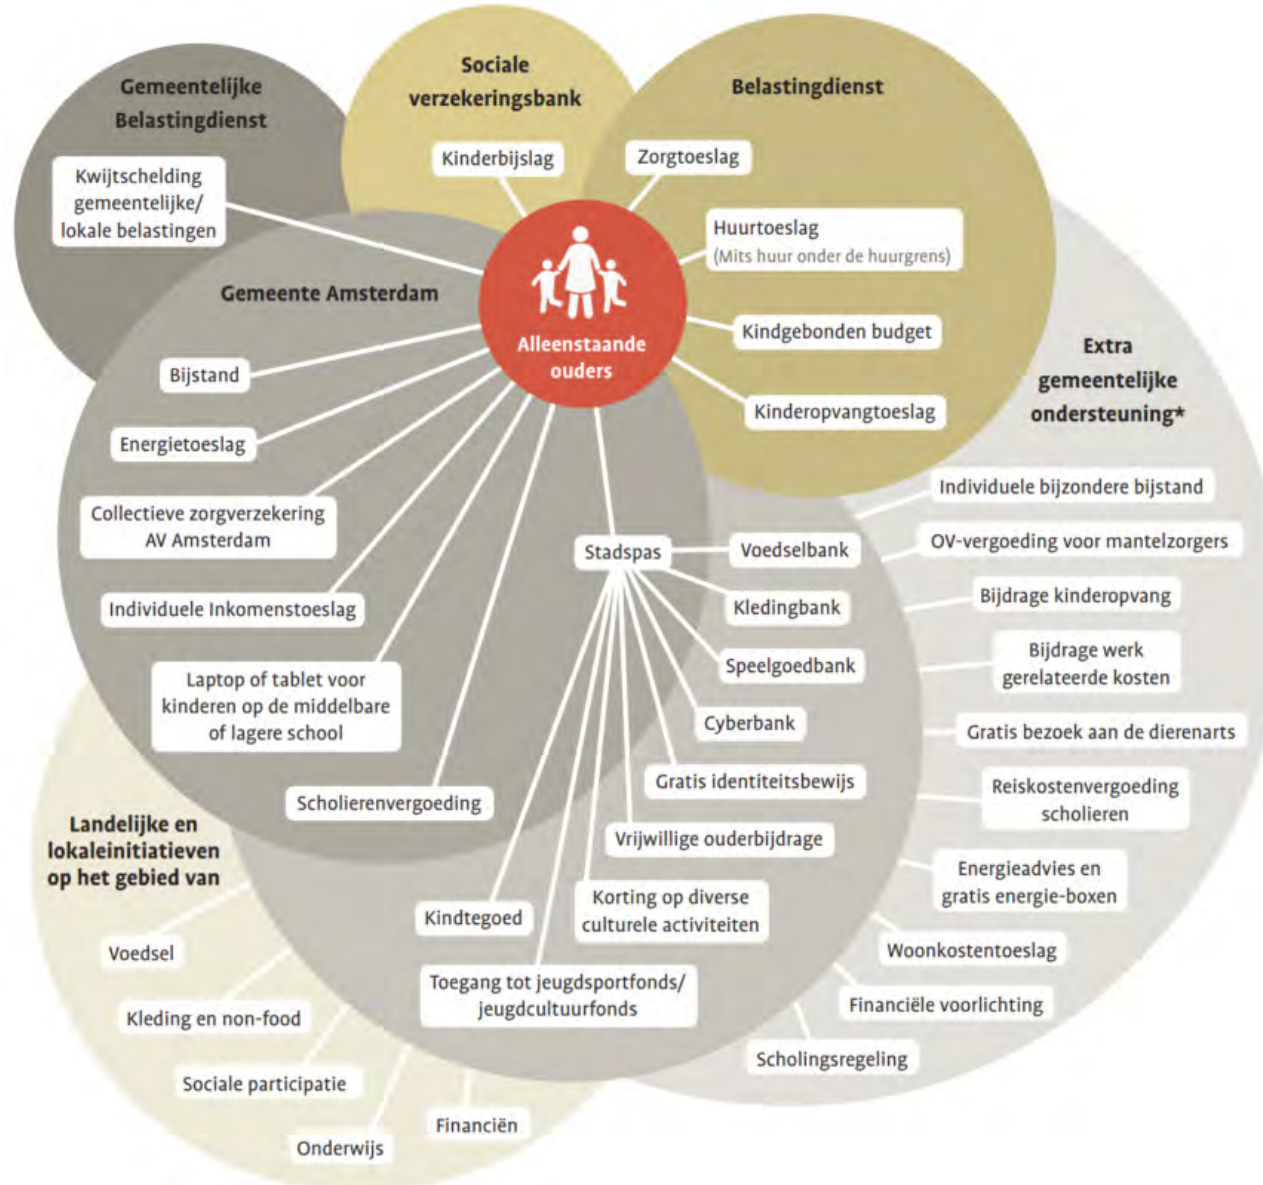 Gemeentelijke
Belastingdienst
Kwijtschelding
gemeentelijke/
lokale belastingen
Sociale
verzekeringsbank
Kinderbijslag
Belastingdienst
Zorgtoeslag
Huurtoeslag
(Mits huur onder de huurgrens)
Kindgebonden budget
Kinderopvangtoeslag
Alleenstaande
ouders
Gemeente Amsterdam
Bijstand
Energietoeslag
Collectieve zorgverzekering
AV Amsterdam
Individuele Inkomenstoeslag
Laptop of tablet voor
kinderen op de middelbare
of lagere school
Scholierenvergoeding
Stadspas
Voedselbank
Kledingbank
Speelgoedbank
Cyberbank
Gratis identiteitsbewijs
Vrijwillige ouderbijdrage
Korting op diverse
culturele activiteiten
Kindtegoed
Toegang tot jeugdsportfonds/
jeugdcultuurfonds
Extra
gemeentelijke
ondersteuning*
Individuele bijzondere bijstand
OV-vergoeding voor mantelzorgers
Bijdrage kinderopvang
Bijdrage werk
gerelateerde kosten
Gratis bezoek aan de dierenarts
Reiskostenvergoeding
scholieren
Energieadvies en
gratis energie-boxen
Woonkostentoeslag
Financiële voorlichting
Scholingsregeling
Landelijke en
lokaleinitiatieven
op het gebied van
Voedsel
Kleding en non-food
Sociale participatie
Onderwijs
Financiën